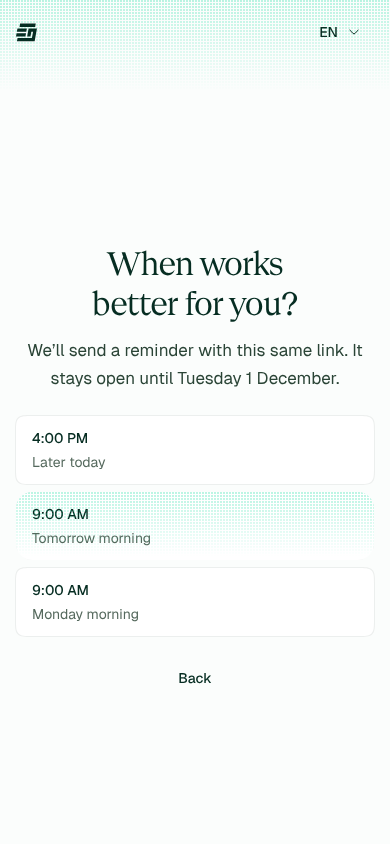 EN
When works
better for you?
We’ll send a reminder with this same link. It
stays open until Tuesday 1 December.
4:00 PM
Later today
9:00 AM
Tomorrow morning
9:00 AM
Monday morning
Back